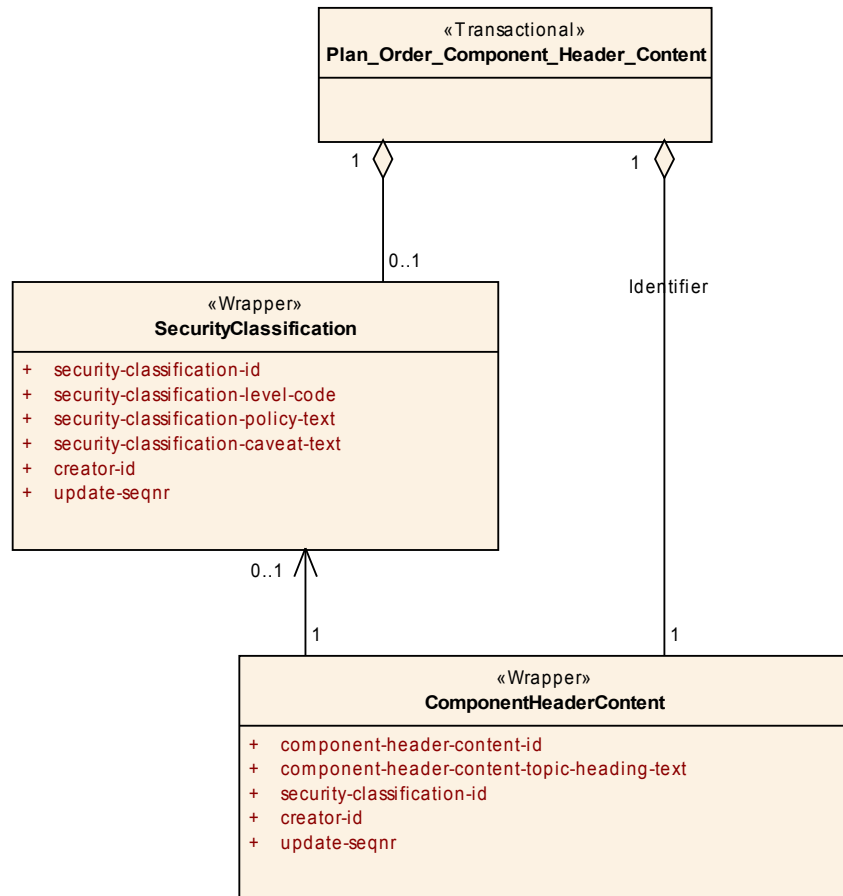 «Transactional»
Plan_Order_Component_Header_Content
1
1
0..1
Identifier
«Wrapper»
SecurityClassification
+ security-classification-id
+ security-classification-level-code
+ security-classification-policy-text
+ security-classification-caveat-text
+ creator-id
+ update-seqnr
0..1
1
1
«Wrapper»
ComponentHeaderContent
+ component-header-content-id
+ component-header-content-topic-heading-text
+ security-classification-id
+ creator-id
+ update-seqnr